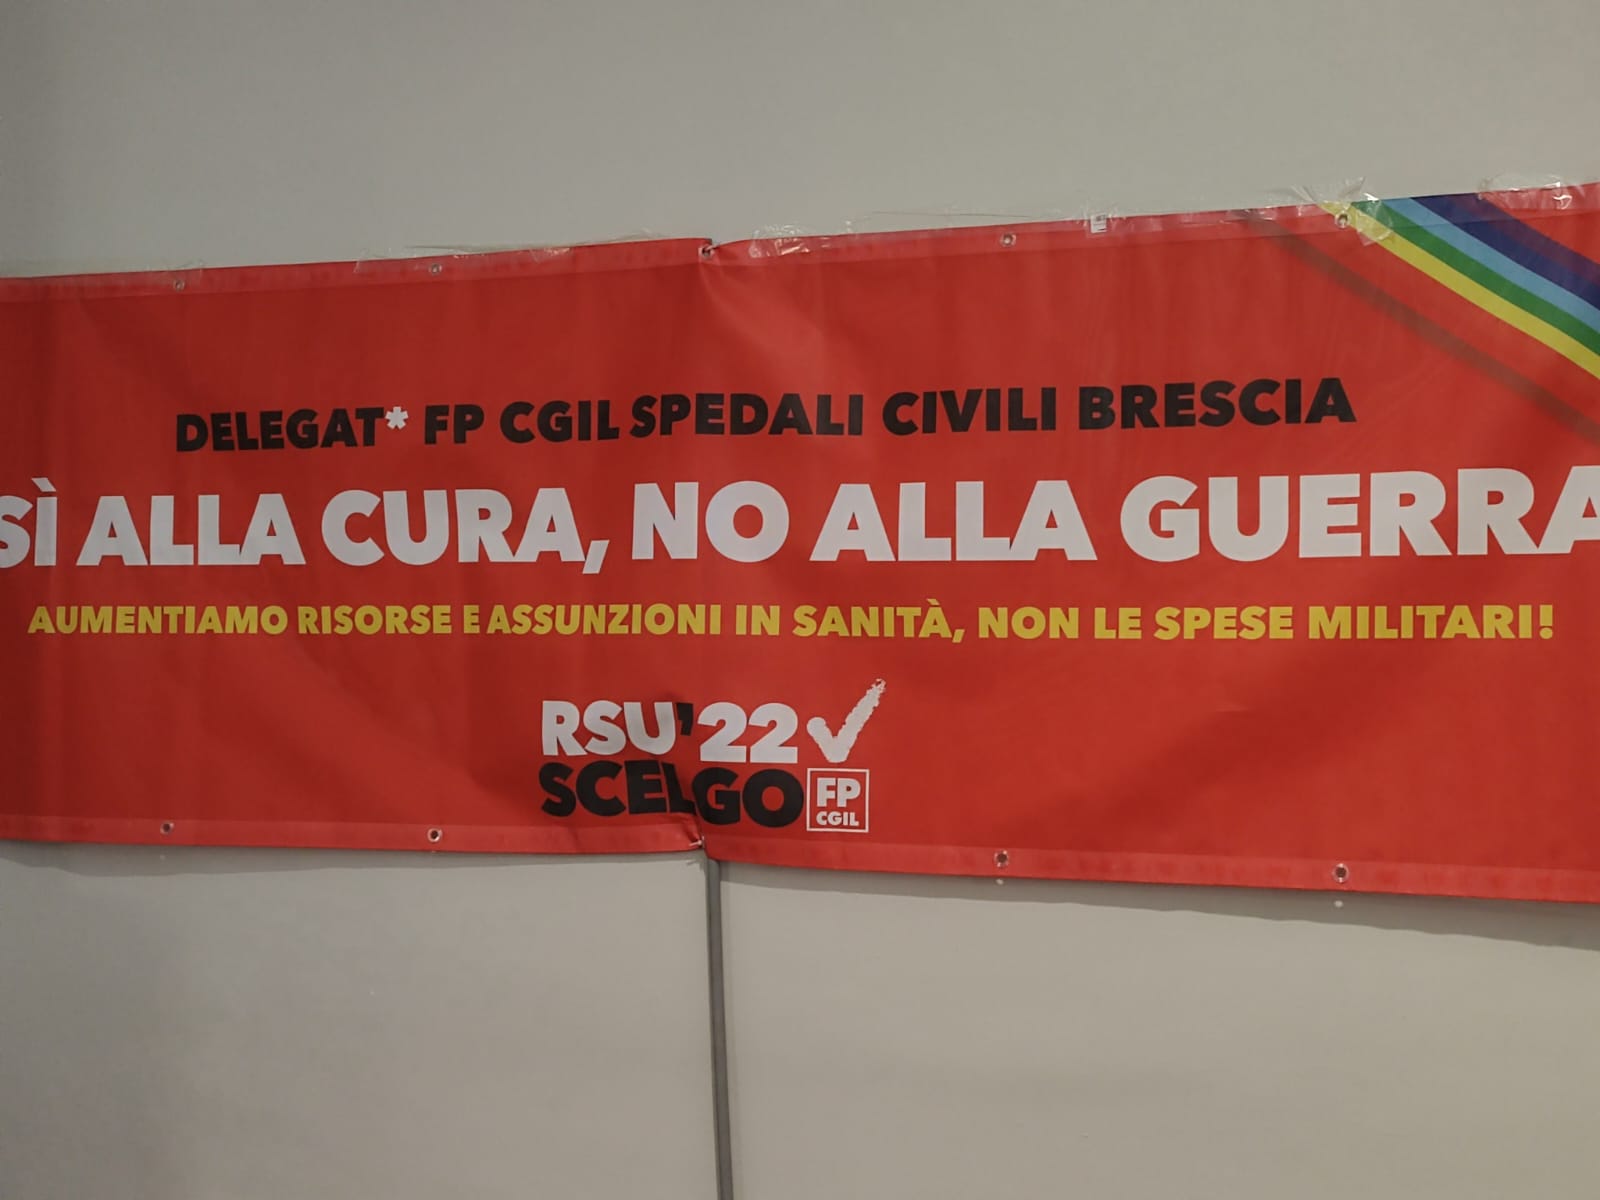 DELEGAT* FP CGIL SPEDALI CIVILI BRESCIA
SÌ ALLA CURA, NO ALLA GUERRA
AUMENTIAMO RISORSE E ASSUNZIONI IN SANITÀ, NON LE SPESE MILITARI!
RSU'22
SCELGO FP
CGIL